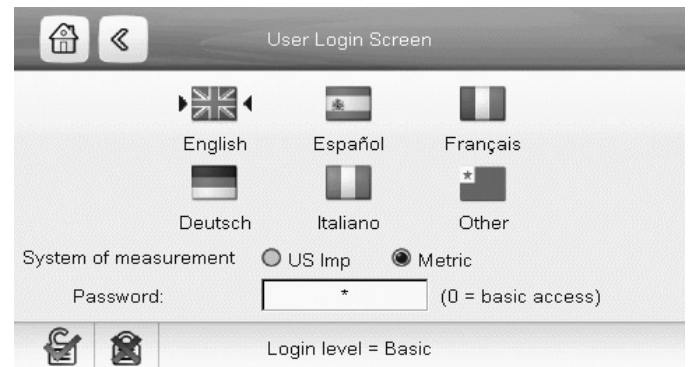 User Login Screen
English Español Français
Deutsch Italiano Other
System of measurement US Imp Metric
Password: * (0 = basic access)
Login level = Basic